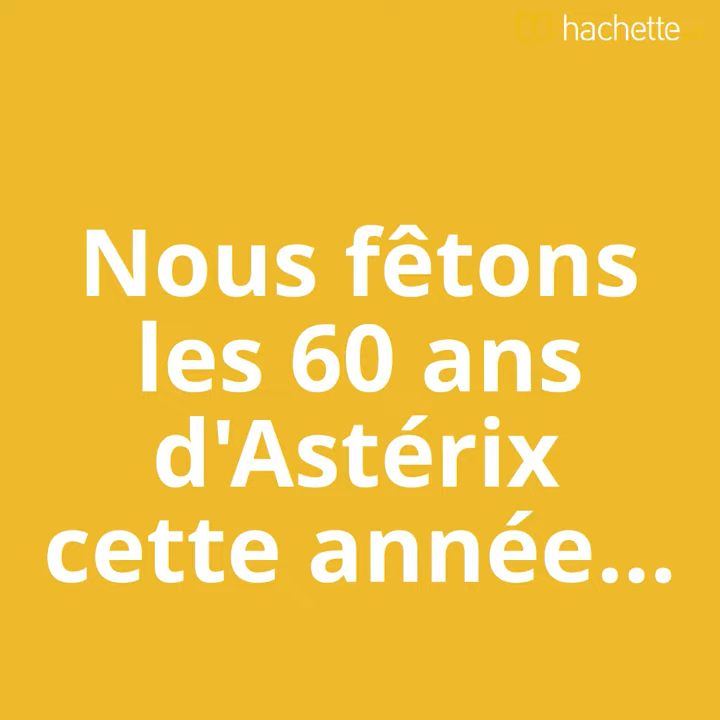 hachette
Nous fêtons
les 60 ans
d'Astérix
cette année...